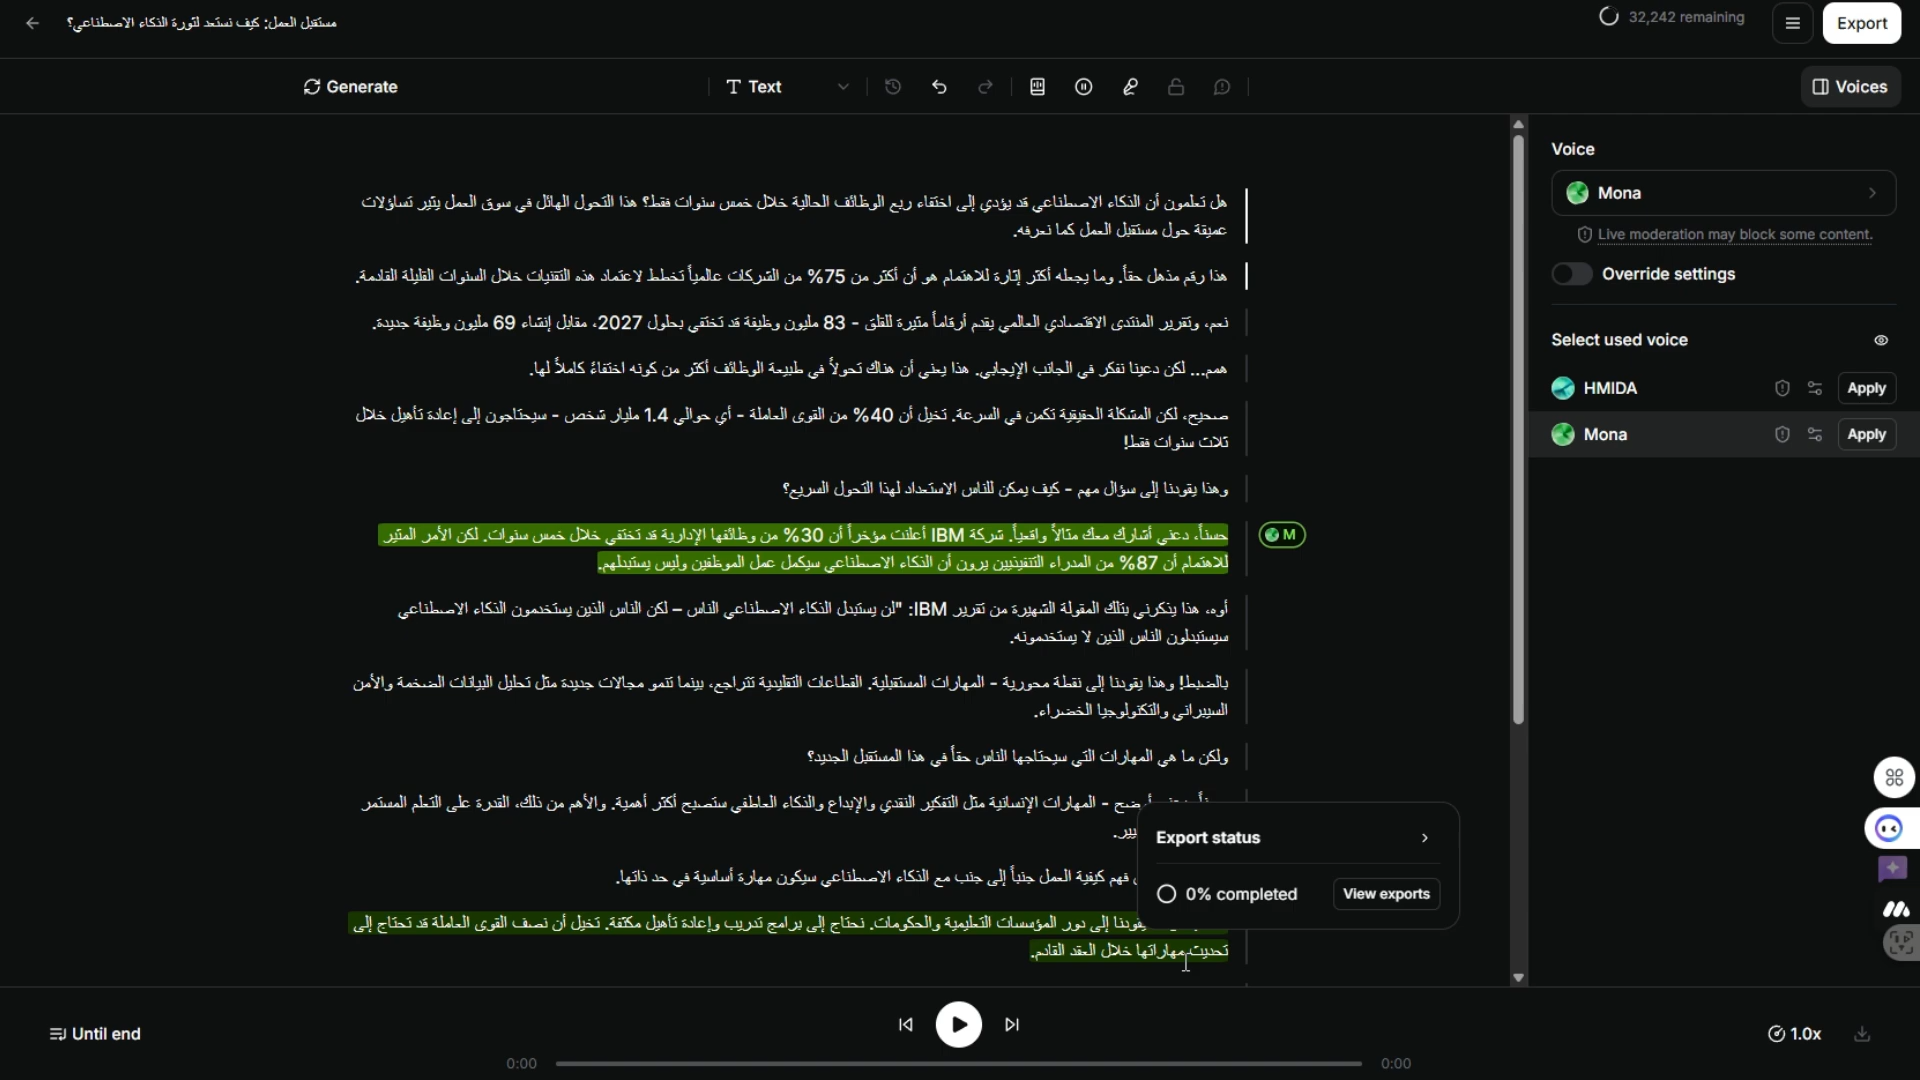 مستقبل العمل: كيف نستعد لثورة الذكاء الاصطناعي؟
32,242 remaining
Export
Generate
Text
Voices
هل تعلمون أن الذكاء الاصطناعي قد يؤدي إلى اختفاء ربع الوظائف الحالية خلال خمس سنوات فقط؟ هذا التحول الهائل في سوق العمل يثير تساؤلات
عميقة حول مستقبل العمل كما نعرفه.
هذا رقم مذهل حقاً. وما يجعله أكثر إثارة للاهتمام هو أن أكثر من 75% من الشركات عالمياً تخطط لاعتماد هذه التقنيات خلال السنوات القليلة القادمة.
نعم، وتقرير المنتدى الاقتصادي العالمي يقدم أرقاماً مثيرة للقلق - 83 مليون وظيفة قد تختفي بحلول 2027، مقابل إنشاء 69 مليون وظيفة جديدة.
همم... لكن دعينا نفكر في الجانب الإيجابي. هذا يعني أن هناك تحولاً في طبيعة الوظائف أكثر من كونه اختفاءً كاملاً لها.
صحيح، لكن المشكلة الحقيقية تكمن في السرعة. تخيل أن 40% من القوى العاملة - أي حوالي 1.4 مليار شخص - سيحتاجون إلى إعادة تأهيل خلال
ثلاث سنوات فقط!
وهذا يقودنا إلى سؤال مهم - كيف يمكن للناس الاستعداد لهذا التحول السريع؟
حسناً، دعني أشارك معك مثالاً واقعياً. شركة IBM أعلنت مؤخراً أن 30% من وظائفها الإدارية قد تختفي خلال خمس سنوات. لكن الأمر المثير
للاهتمام أن 87% من المدراء التنفيذيين يرون أن الذكاء الاصطناعي سيكمل عمل الموظفين وليس يستبدلهم.
M
أوه، هذا يذكرني بتلك المقولة الشهيرة من تقرير IBM: "لن يستبدل الذكاء الاصطناعي الناس – لكن الناس الذين يستخدمون الذكاء الاصطناعي
سيستبدلون الناس الذين لا يستخدمونه.
بالضبط! وهذا يقودنا إلى نقطة محورية - المهارات المستقبلية. القطاعات التقليدية تتراجع، بينما تنمو مجالات جديدة مثل تحليل البيانات الضخمة والأمن
السيبراني والتكنولوجيا الخضراء.
ولكن ما هي المهارات التي سيحتاجها الناس حقاً في هذا المستقبل الجديد؟
- المهارات الإنسانية مثل التفكير النقدي والإبداع والذكاء العاطفي ستصبح أكثر أهمية. والأهم من ذلك، القدرة على التعلم المستمر
فهم كيفية العمل جنباً إلى جنب مع الذكاء الاصطناعي سيكون مهارة أساسية في حد ذاتها.
يقودنا إلى دور المؤسسات التعليمية والحكومات. نحتاج إلى برامج تدريب وإعادة تأهيل مكثفة. تخيل أن نصف القوى العاملة قد تحتاج إلى
تحديث مهاراتها خلال العقد القادم.
Export status
0% completed
View exports
Voice
Mona
Live moderation may block some content.
Override settings
Select used voice
HMIDA
Apply
Mona
Apply
Until end
0:00
0:00
1.0x